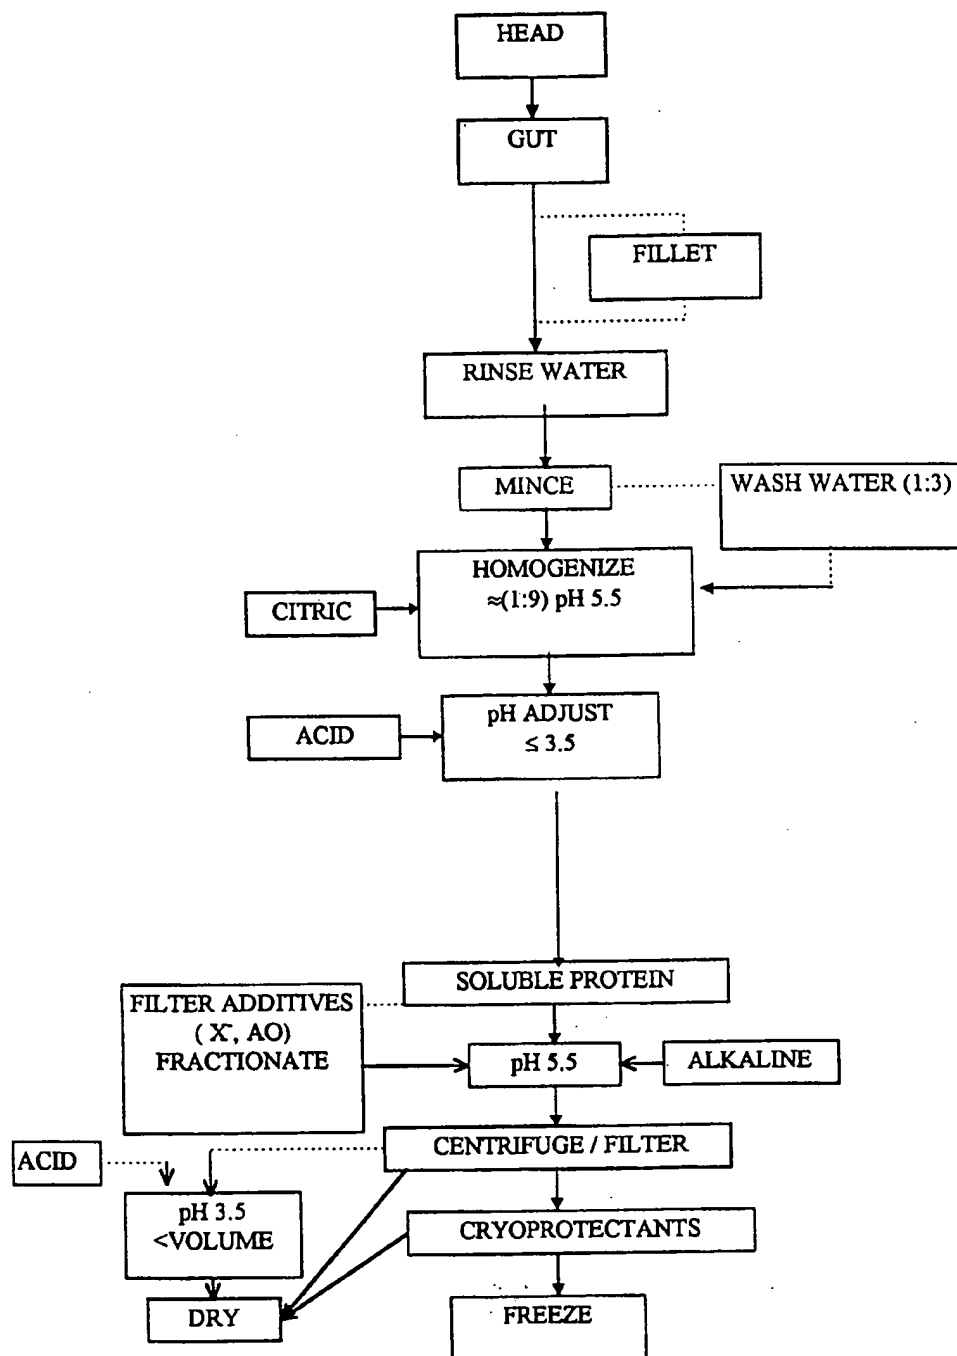 HEAD
GUT
FILLET
RINSE WATER
MINCE
WASH WATER (1:3)
HOMOGENIZE
≈(1:9) pH 5.5
CITRIC
pH ADJUST
≤ 3.5
ACID
SOLUBLE PROTEIN
FILTER ADDITIVES
( X⁻, AO)
FRACTIONATE
pH 5.5
ALKALINE
CENTRIFUGE / FILTER
ACID
pH 3.5
<VOLUME
CRYOPROTECTANTS
DRY
FREEZE